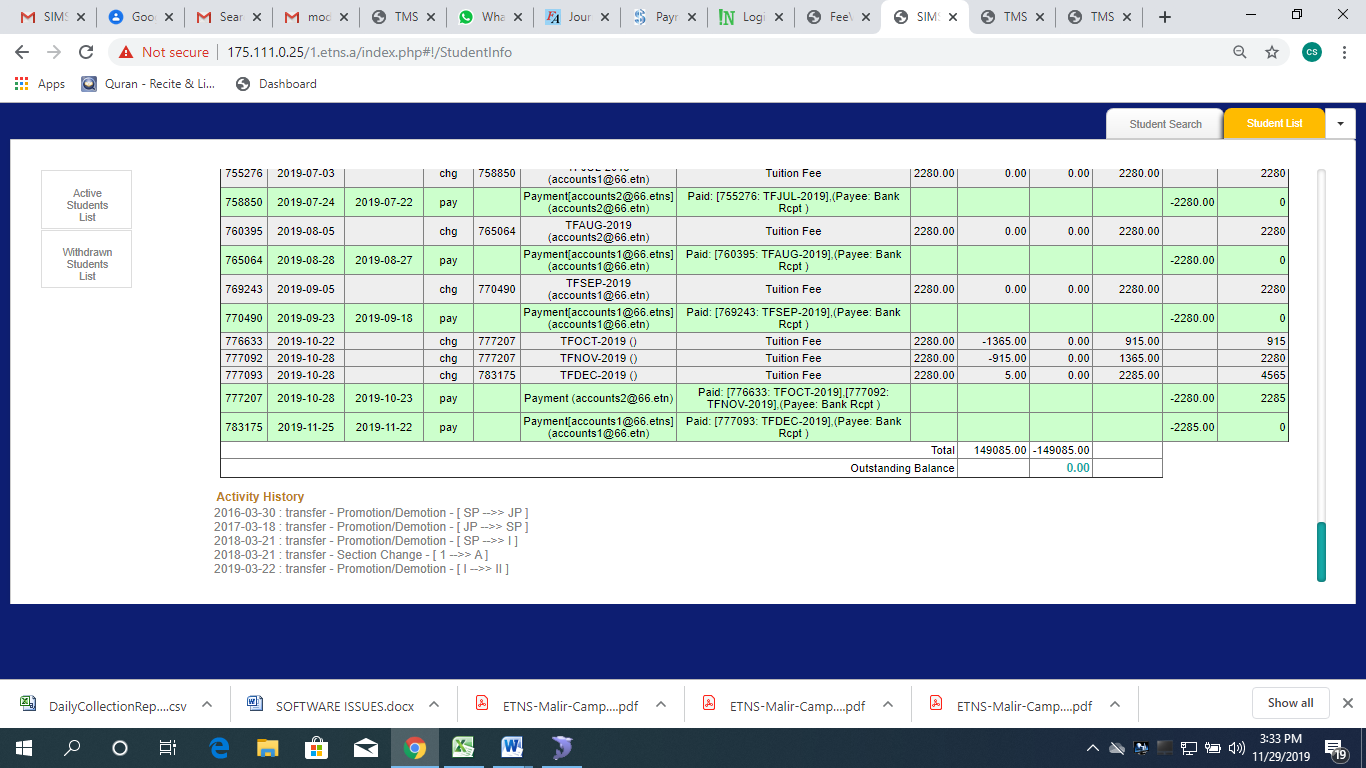 SIMS Goo Sear moc TMS Wha Jour Payr Logi Fee\ SIMS TMS TMS
Not secure 175.111.0.25/1.etns.a/index.php#!/StudentInfo CS
Apps Quran - Recite & Li... Dashboard
Student Search Student List
Active
Students
List
Withdrawn
Students
List
755276 2019-07-03 chg 758850 (accounts1@66.etn) Tuition Fee 2280.00 0.00 0.00 2280.00 2280
758850 2019-07-24 2019-07-22 pay Payment[accounts2@66.etns] (accounts2@66.etn) Paid: [755276: TFJUL-2019],(Payee: Bank Rcpt ) -2280.00 0
760395 2019-08-05 chg 765064 TFAUG-2019 (accounts2@66.etn) Tuition Fee 2280.00 0.00 0.00 2280.00 2280
765064 2019-08-28 2019-08-27 pay Payment[accounts1@66.etns] (accounts1@66.etn) Paid: [760395: TFAUG-2019],(Payee: Bank Rcpt ) -2280.00 0
769243 2019-09-05 chg 770490 TFSEP-2019 (accounts1@66.etn) Tuition Fee 2280.00 0.00 0.00 2280.00 2280
770490 2019-09-23 2019-09-18 pay Payment[accounts1@66.etns] (accounts1@66.etn) Paid: [769243: TFSEP-2019],(Payee: Bank Rcpt ) -2280.00 0
776633 2019-10-22 chg 777207 TFOCT-2019 () Tuition Fee 2280.00 -1365.00 0.00 915.00 915
777092 2019-10-28 chg 777207 TFNOV-2019 () Tuition Fee 2280.00 -915.00 0.00 1365.00 2280
777093 2019-10-28 chg 783175 TFDEC-2019 () Tuition Fee 2280.00 5.00 0.00 2285.00 4565
777207 2019-10-28 2019-10-23 pay Payment (accounts2@66.etn) Paid: [776633: TFOCT-2019],[777092: TFNOV-2019],(Payee: Bank Rcpt ) -2280.00 2285
783175 2019-11-25 2019-11-22 pay Payment[accounts1@66.etns] (accounts1@66.etn) Paid: [777093: TFDEC-2019],(Payee: Bank Rcpt ) -2285.00 0
Total 149085.00 -149085.00
Outstanding Balance 0.00
Activity History
2016-03-30 : transfer - Promotion/Demotion - [ SP -->> JP ]
2017-03-18 : transfer - Promotion/Demotion - [ JP -->> SP ]
2018-03-21 : transfer - Promotion/Demotion - [ SP -->> I ]
2018-03-21 : transfer - Section Change - [ 1 -->> A ]
2019-03-22 : transfer - Promotion/Demotion - [ I -->> II ]
DailyCollectionRep....csv SOFTWARE ISSUES.docx ETNS-Malir-Camp....pdf ETNS-Malir-Camp....pdf ETNS-Malir-Camp....pdf Show all
3:33 PM
11/29/2019
19